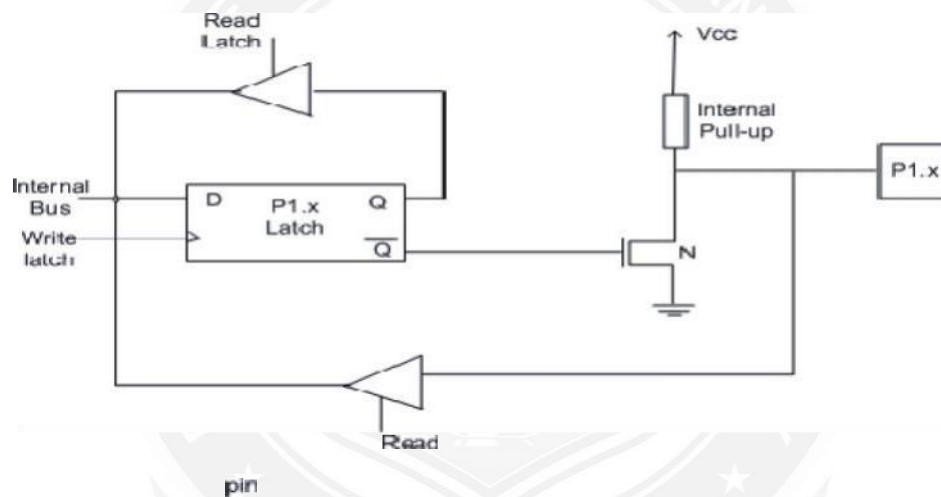 Read
Latch
Vcc
Internal
Pull-up
Internal
Bus
D
P1.x
Latch
Q
Q
Write
latch
N
P1.x
Read
pin